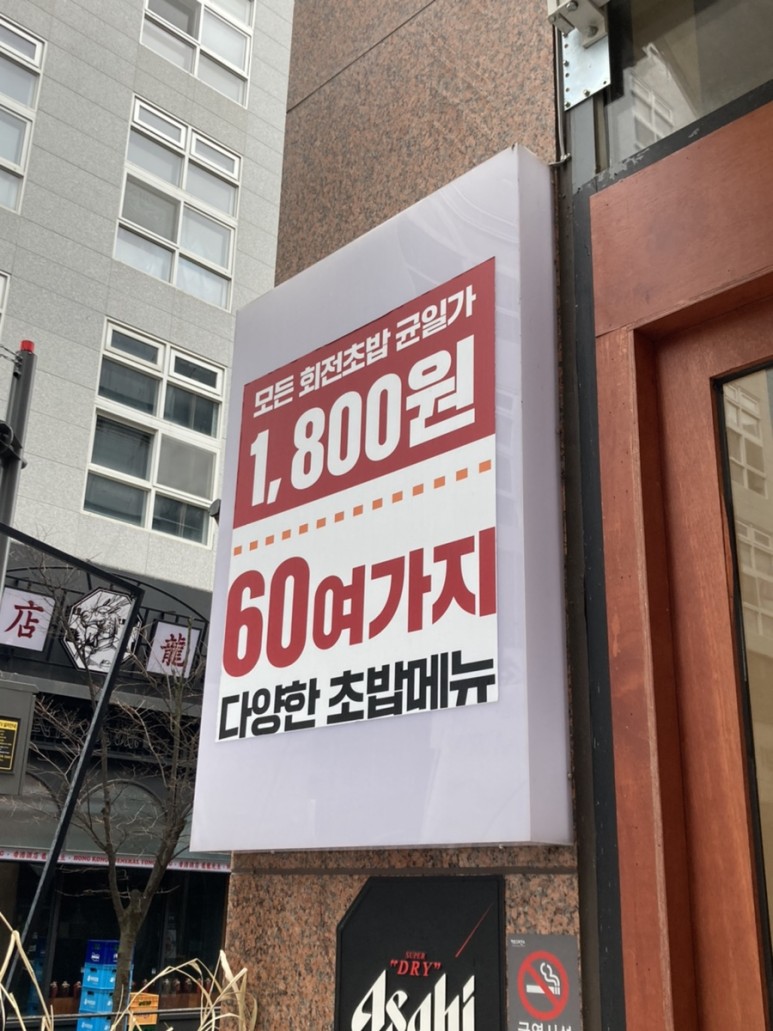 모든 회전초밥 균일가
1,800원
60여가지
다양한 초밥메뉴
店
龍
SUPER
"DRY"
Asahi